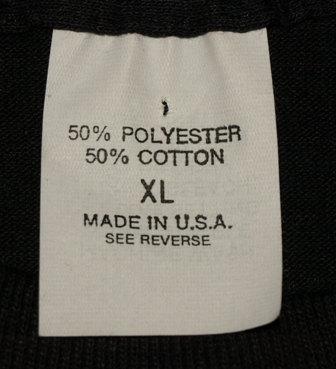 50% POLYESTER
50% COTTON
XL
MADE IN U.S.A.
SEE REVERSE